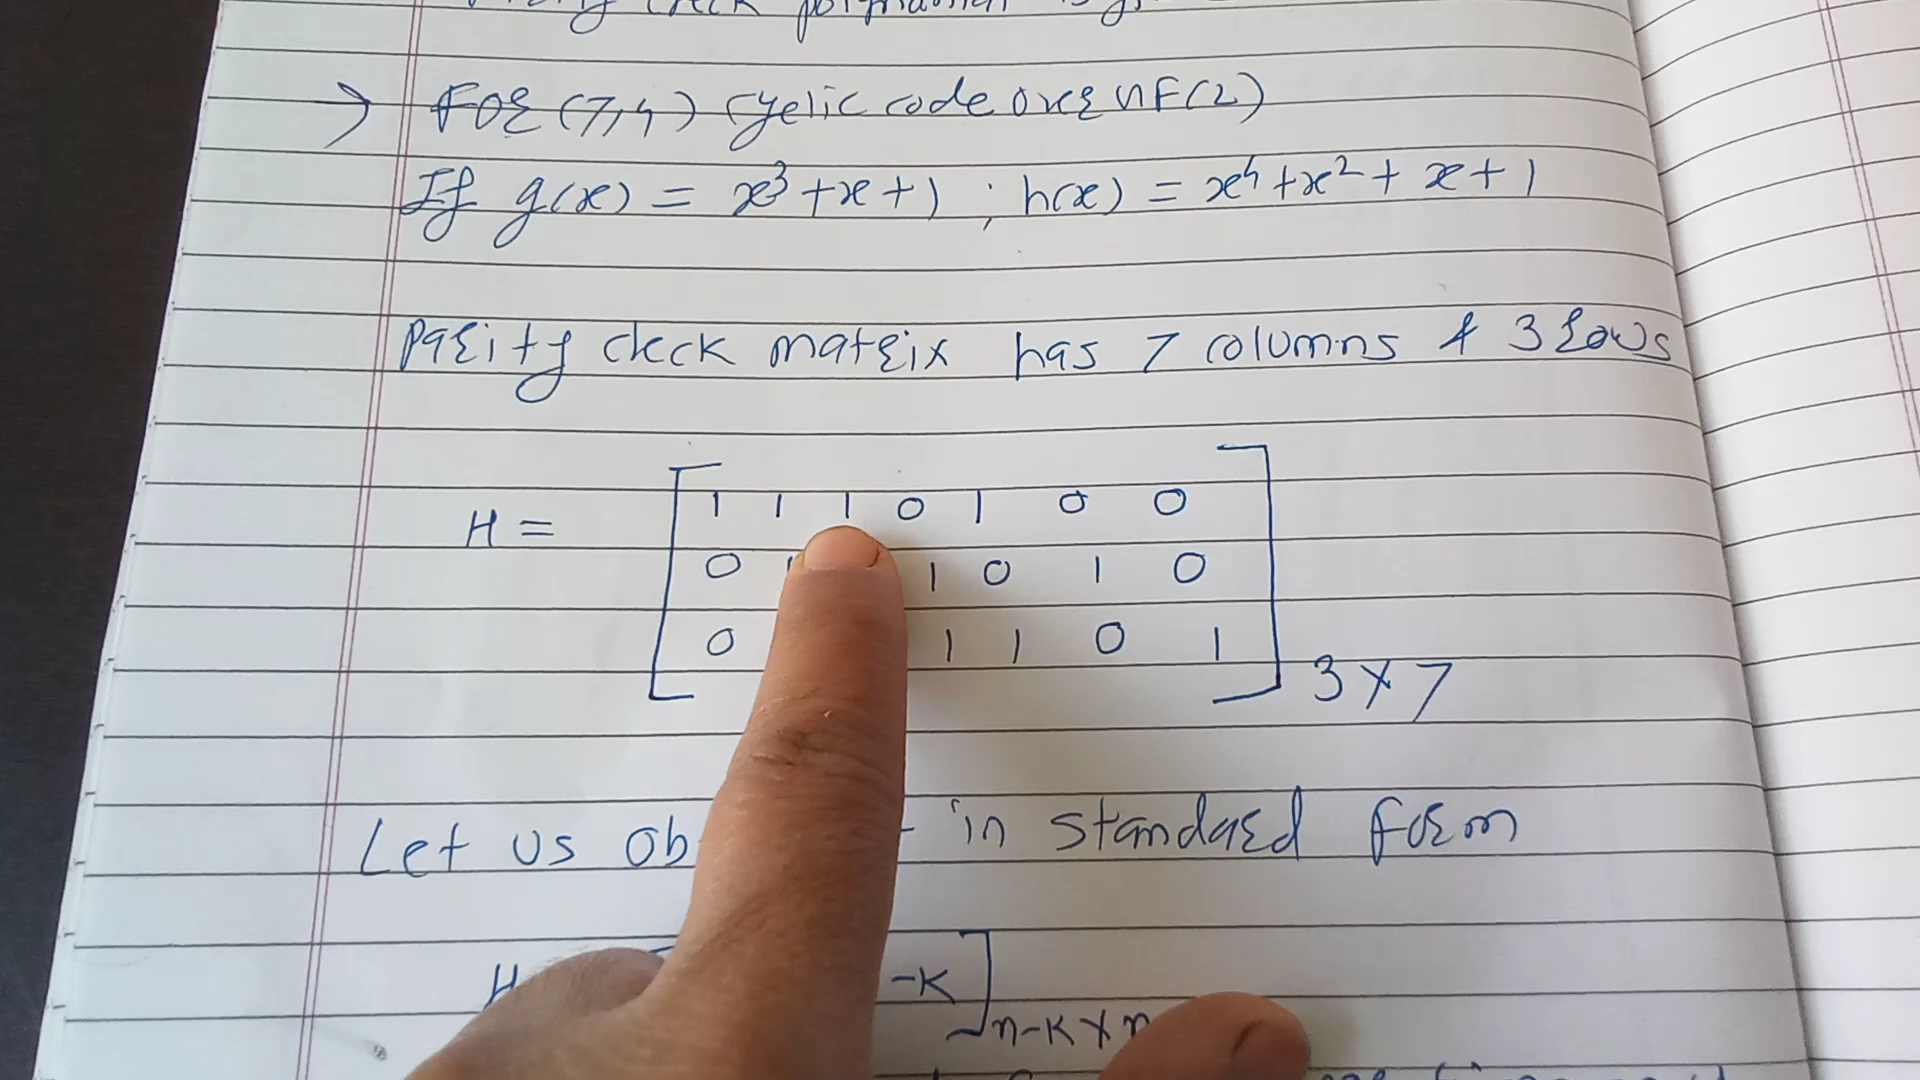 For (7,4) cyclic code over GF(2)
If g(x) = x³ + x + 1 ; h(x) = x⁴ + x² + x + 1
Parity check matrix has 7 columns & 3 rows
H = [ 1 1 1 0 1 0 0
0 1 1 0 1 0
0 1 1 0 1 ] 3 X 7
Let us ob in standard form
H -K ] n-K X n